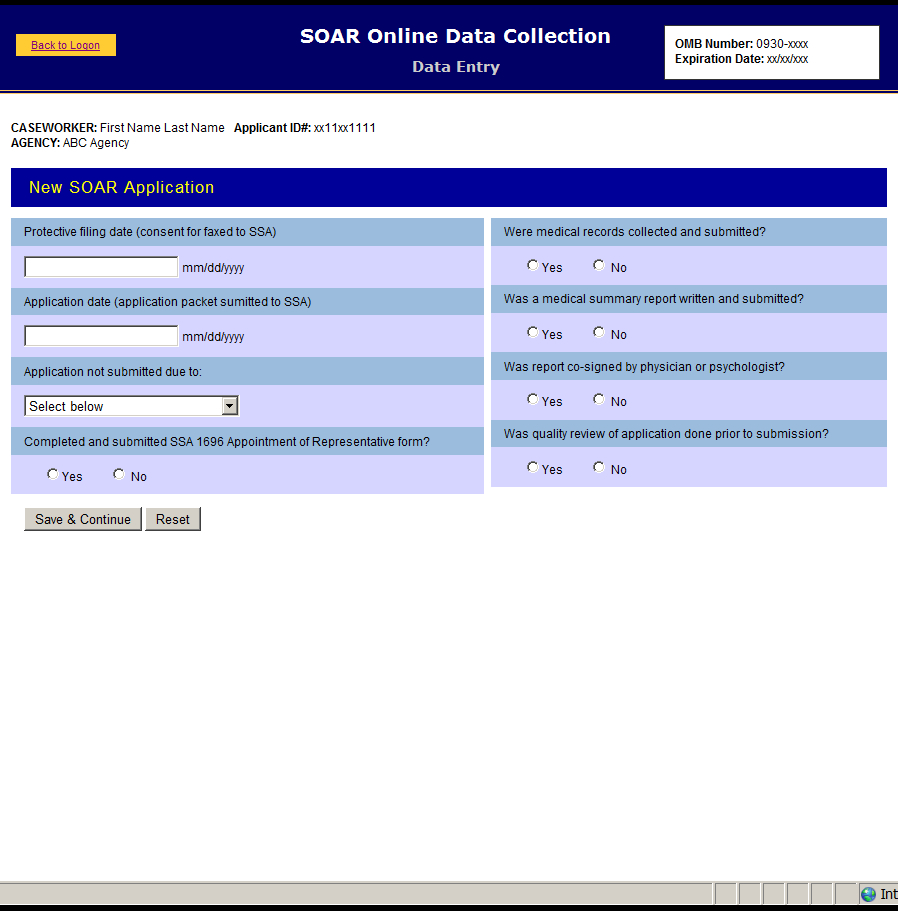 Back to Logon
SOAR Online Data Collection
Data Entry
OMB Number: 0930-xxxx
Expiration Date: xx/xx/xxx
CASEWORKER: First Name Last Name Applicant ID#: xx11xx1111
AGENCY: ABC Agency
New SOAR Application
Protective filing date (consent for faxed to SSA)
mm/dd/yyyy
Application date (application packet sumitted to SSA)
mm/dd/yyyy
Application not submitted due to:
Select below
Completed and submitted SSA 1696 Appointment of Representative form?
Yes No
Were medical records collected and submitted?
Yes No
Was a medical summary report written and submitted?
Yes No
Was report co-signed by physician or psychologist?
Yes No
Was quality review of application done prior to submission?
Yes No
Save & Continue Reset
Int